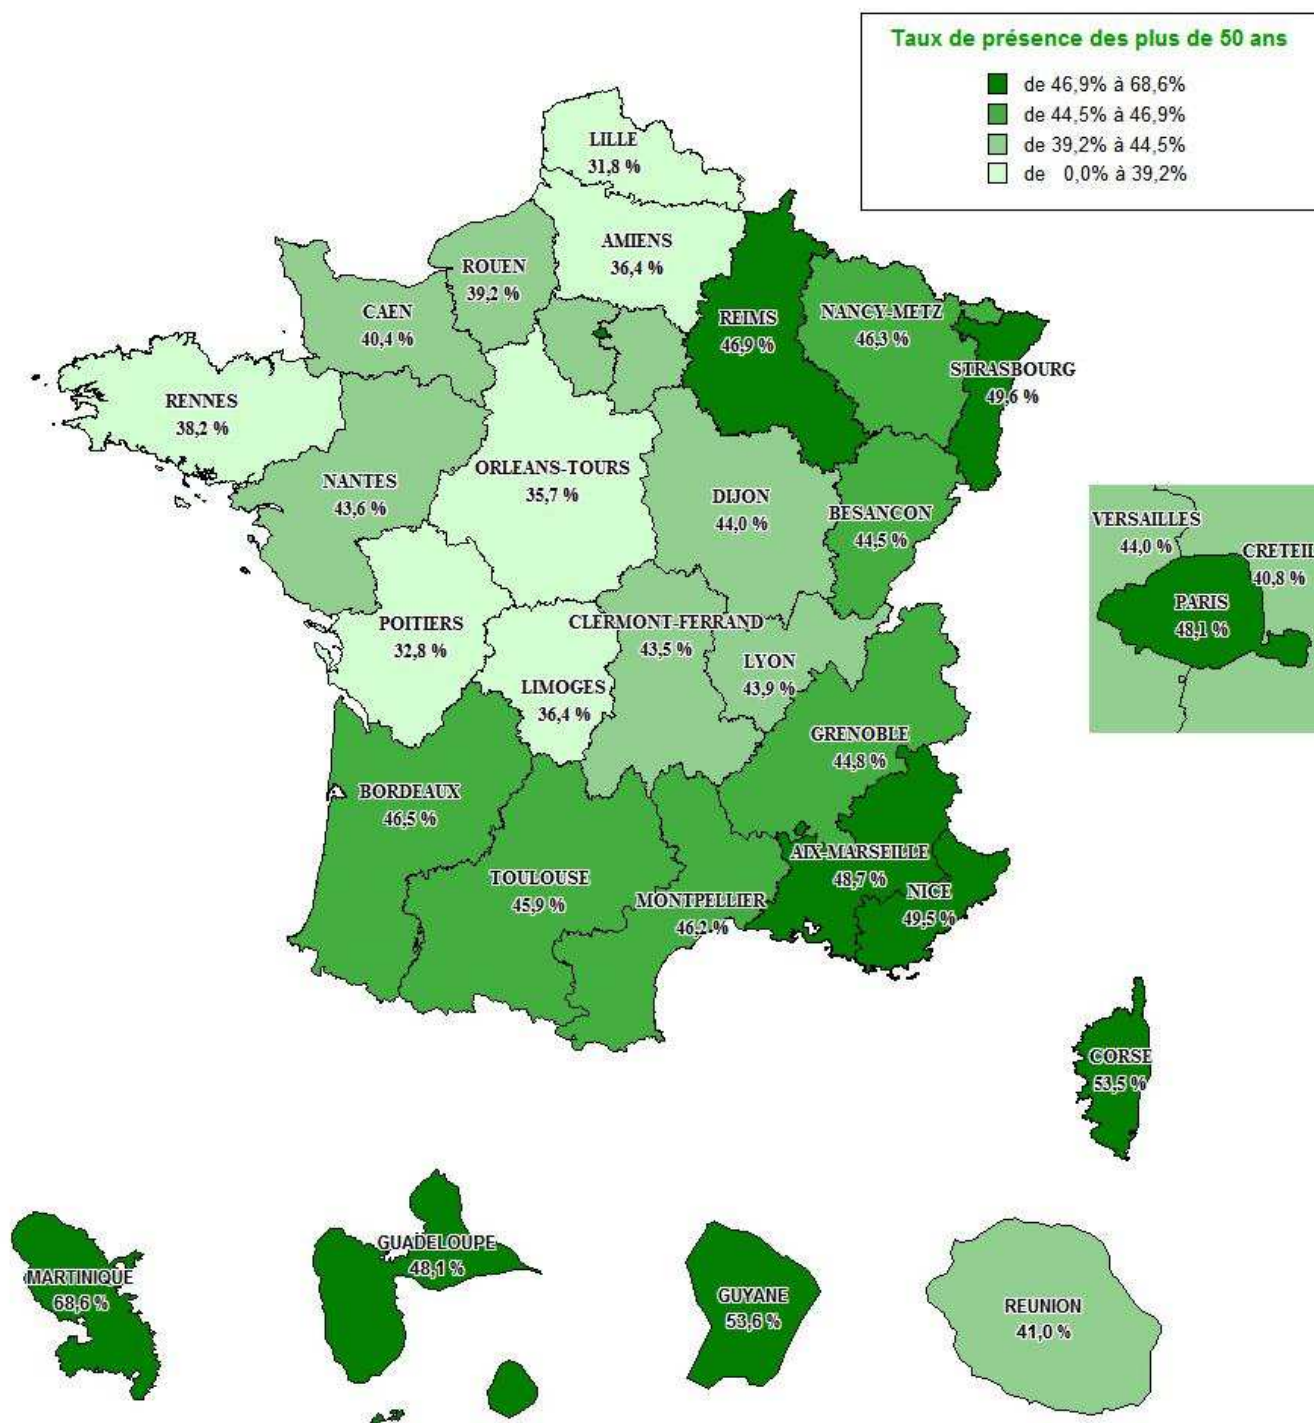 Taux de présence des plus de 50 ans
de 46,9% à 68,6%
de 44,5% à 46,9%
de 39,2% à 44,5%
de 0,0% à 39,2%
LILLE
31,8 %
AMIENS
36,4 %
ROUEN
39,2 %
CAEN
40,4 %
REIMS
46,9 %
NANCY-METZ
46,3 %
STRASBOURG
49,6 %
RENNES
38,2 %
NANTES
43,6 %
ORLEANS-TOURS
35,7 %
DIJON
44,0 %
BESANCON
44,5 %
VERSAILLES
44,0 %
CRETEIL
40,8 %
PARIS
48,1 %
POITIERS
32,8 %
CLERMONT-FERRAND
43,5 %
LYON
43,9 %
LIMOGES
36,4 %
GRENOBLE
44,8 %
BORDEAUX
46,5 %
AIX-MARSEILLE
48,7 %
TOULOUSE
45,9 %
MONTPELLIER
46,2 %
NICE
49,5 %
CORSE
53,5 %
MARTINIQUE
68,6 %
GUADELOUPE
48,1 %
GUYANE
53,6 %
REUNION
41,0 %